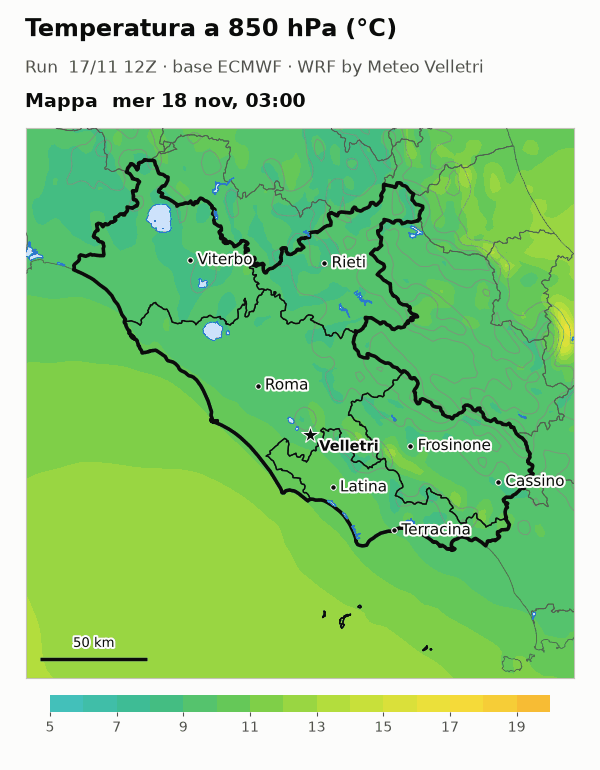 Temperatura a 850 hPa (°C)
Run  17/11 12Z · base ECMWF · WRF by Meteo Velletri
Mappa  mer 18 nov, 03:00
Viterbo
Rieti
Roma
Velletri
Frosinone
Latina
Cassino
Terracina
50 km
5 7 9 11 13 15 17 19